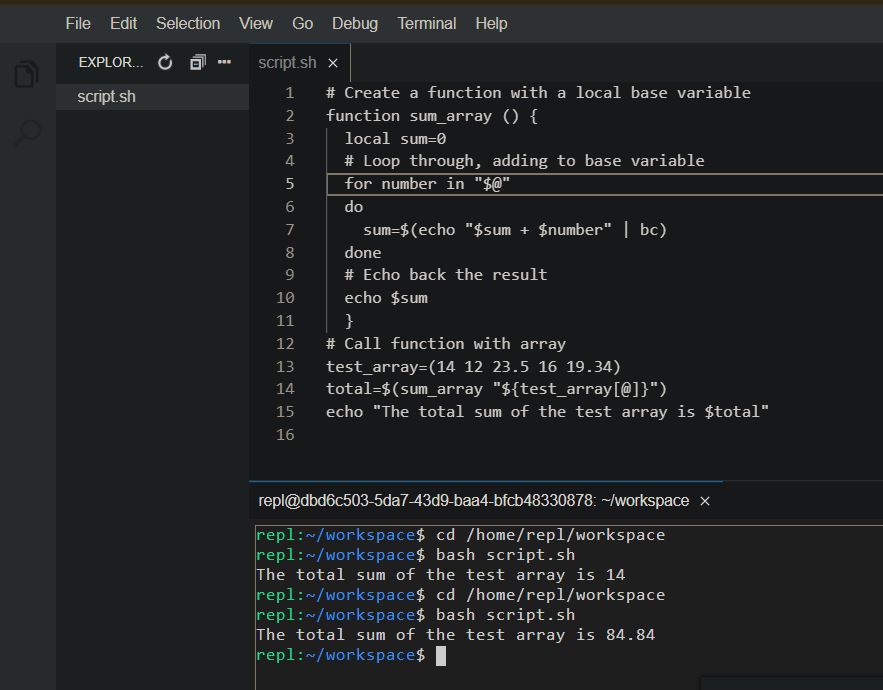 File Edit Selection View Go Debug Terminal Help
EXPLOR...
script.sh
script.sh ×
1 # Create a function with a local base variable
2 function sum_array () {
3 local sum=0
4 # Loop through, adding to base variable
5 for number in "$@"
6 do
7 sum=$(echo "$sum + $number" | bc)
8 done
9 # Echo back the result
10 echo $sum
11 }
12 # Call function with array
13 test_array=(14 12 23.5 16 19.34)
14 total=$(sum_array "${test_array[@]}")
15 echo "The total sum of the test array is $total"
16
repl@dbd6c503-5da7-43d9-baa4-bfcb48330878: ~/workspace ×
repl:~/workspace$ cd /home/repl/workspace
repl:~/workspace$ bash script.sh
The total sum of the test array is 14
repl:~/workspace$ cd /home/repl/workspace
repl:~/workspace$ bash script.sh
The total sum of the test array is 84.84
repl:~/workspace$